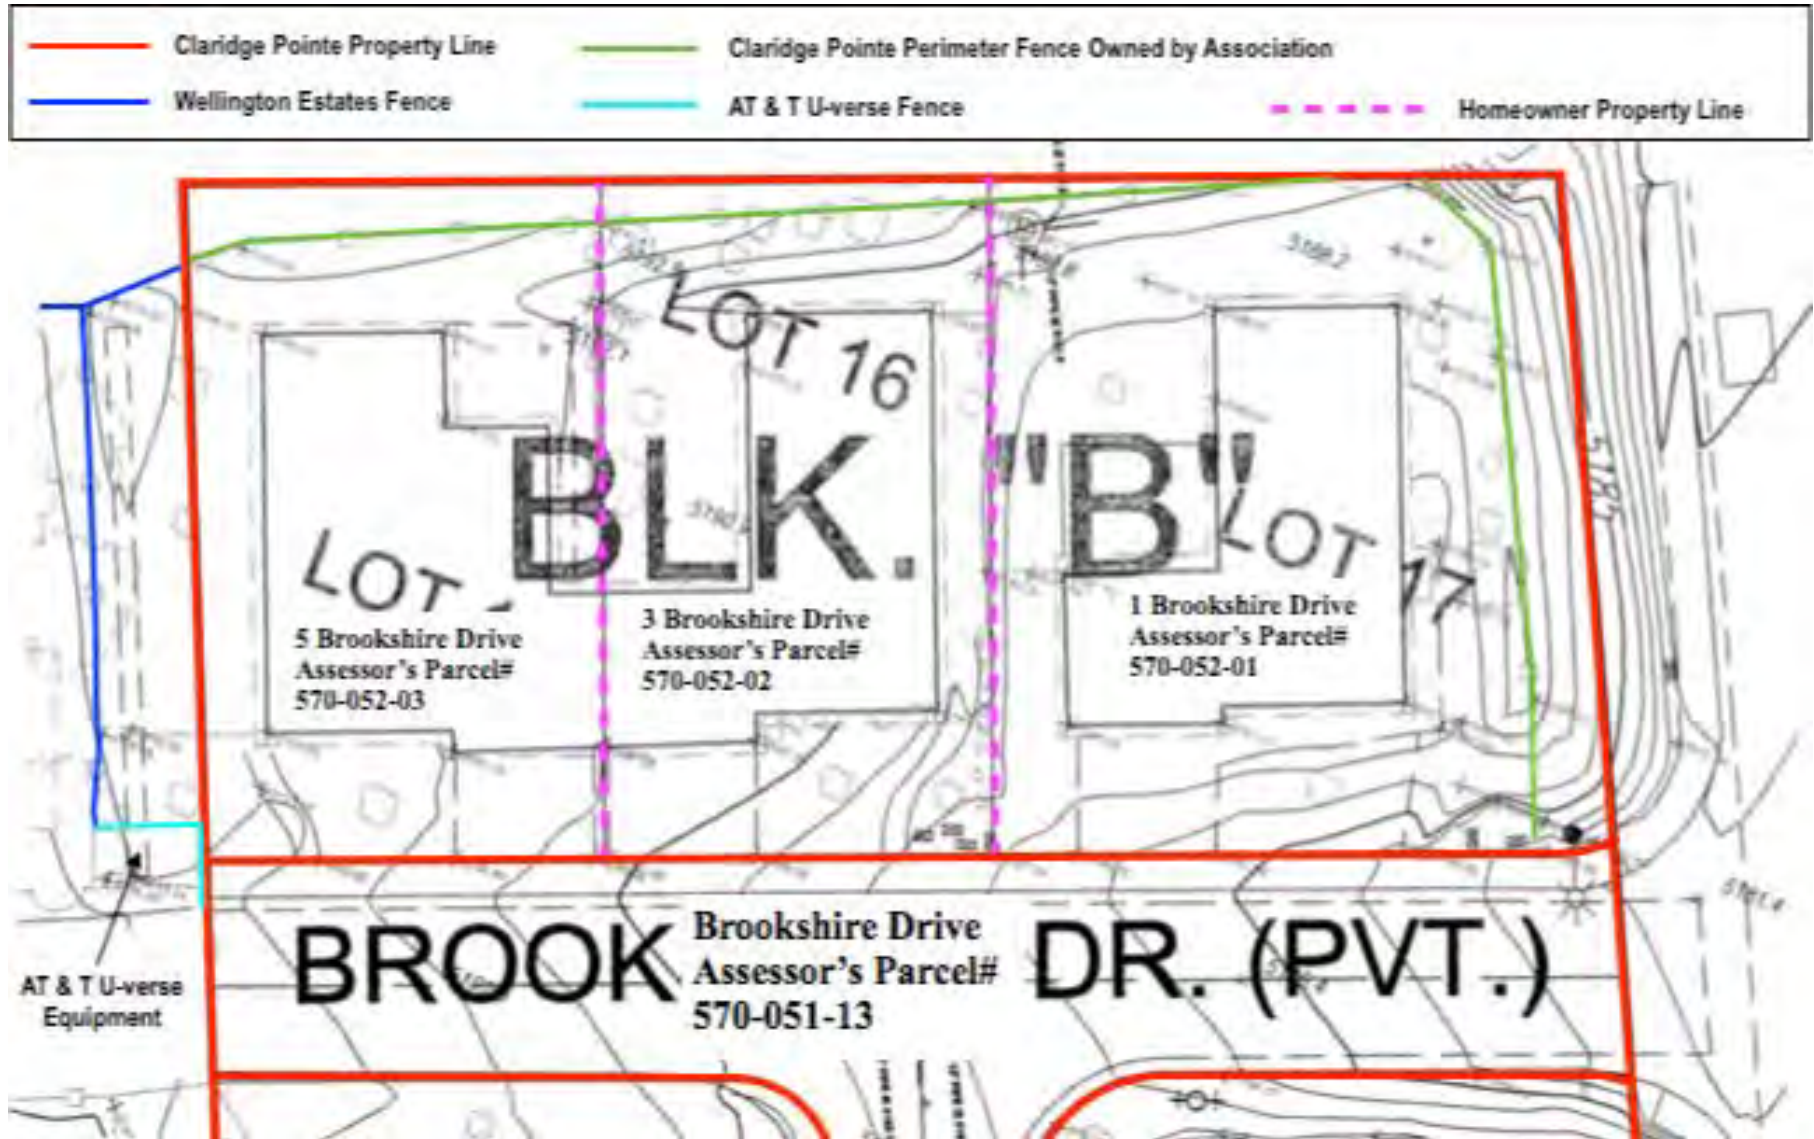 Claridge Pointe Property Line
Claridge Pointe Perimeter Fence Owned by Association
Wellington Estates Fence
AT & T U-verse Fence
Homeowner Property Line
5188.2
LOT 16
BLK. "B"
5785
LOT
LOT 17
5 Brookshire Drive
Assessor's Parcel#
570-052-03
3 Brookshire Drive
Assessor's Parcel#
570-052-02
1 Brookshire Drive
Assessor's Parcel#
570-052-01
AT & T U-verse
Equipment
BROOK
Brookshire Drive
Assessor's Parcel#
570-051-13
DR. (PVT.)